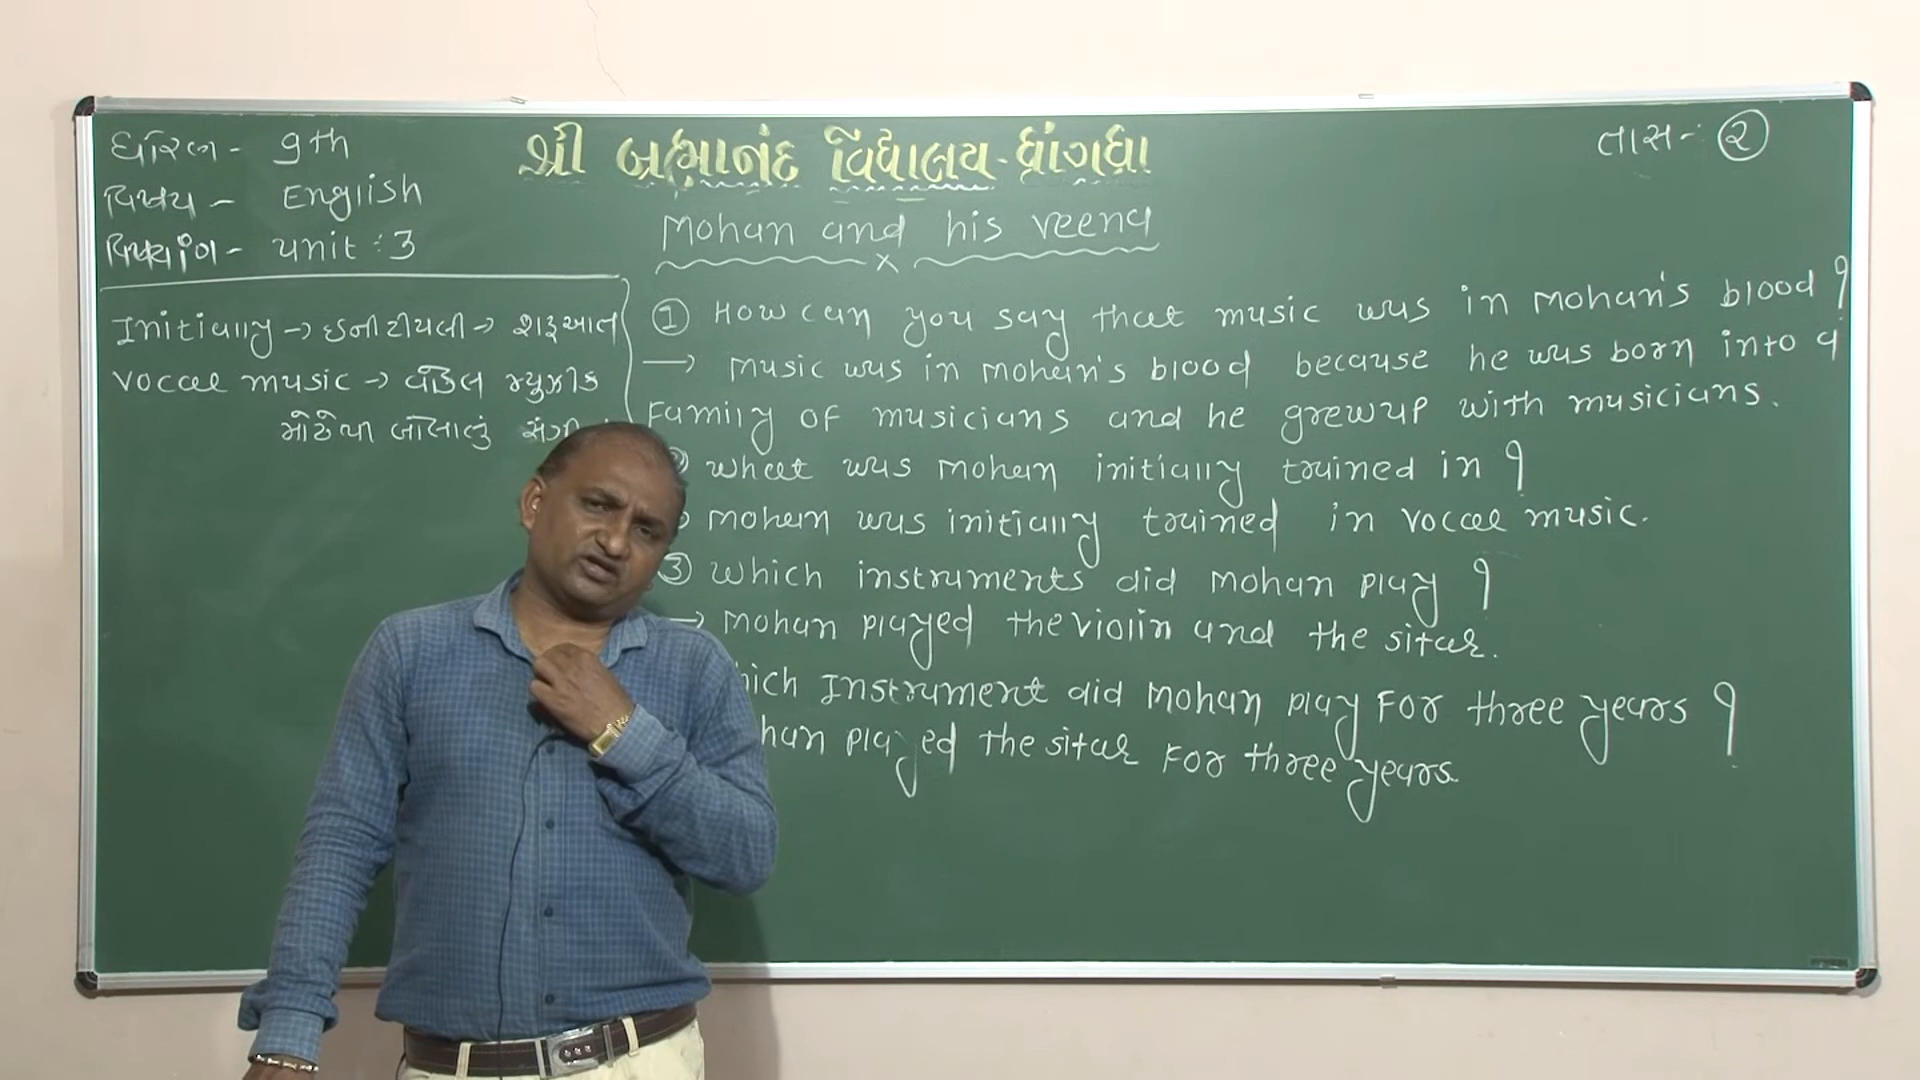 ધોરણ - 9th
વિષય - English
વિષયાંગ - unit : 3
શ્રી બ્રહ્માનંદ વિદ્યાલય - ધ્રાંગધ્રા
તાસ - ૨
Mohan and his veena
Initially → ઇનીટીયલી → શરૂઆત
vocal music → વોકલ મ્યુઝીક
મોઢેથી બોલાતું
① How can you say that music was in Mohan's blood ?
→ Music was in Mohan's blood because he was born into a
Family of musicians and he grewup with musicians.
What was Mohan initially trained in ?
Mohan was initially trained in vocal music.
③ Which instruments did Mohan play ?
→ Mohan played the violin and the sitar.
hich Instrument did Mohan play For three years ?
han played the sitar For three years.